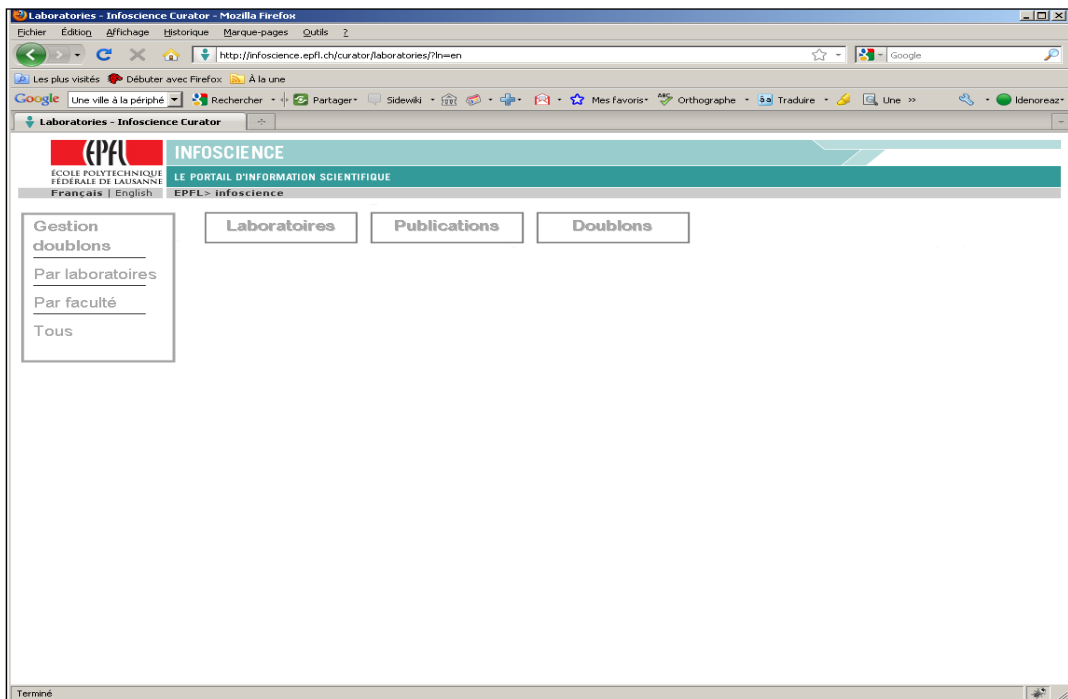 Laboratories - Infoscience Curator - Mozilla Firefox
Fichier Édition Affichage Historique Marque-pages Outils ?
http://infoscience.epfl.ch/curator/laboratories/?ln=en Google
Les plus visités Débuter avec Firefox À la une
Google Une ville à la périphé Rechercher Partager Sidewiki Mes favoris Orthographe Traduire Une » ldenoreaz
Laboratories - Infoscience Curator
EPFL INFOSCIENCE
ÉCOLE POLYTECHNIQUE
FÉDÉRALE DE LAUSANNE
LE PORTAIL D'INFORMATION SCIENTIFIQUE
Français | English EPFL> infoscience
Laboratoires Publications Doublons
Gestion
doublons
Par laboratoires
Par faculté
Tous
Terminé